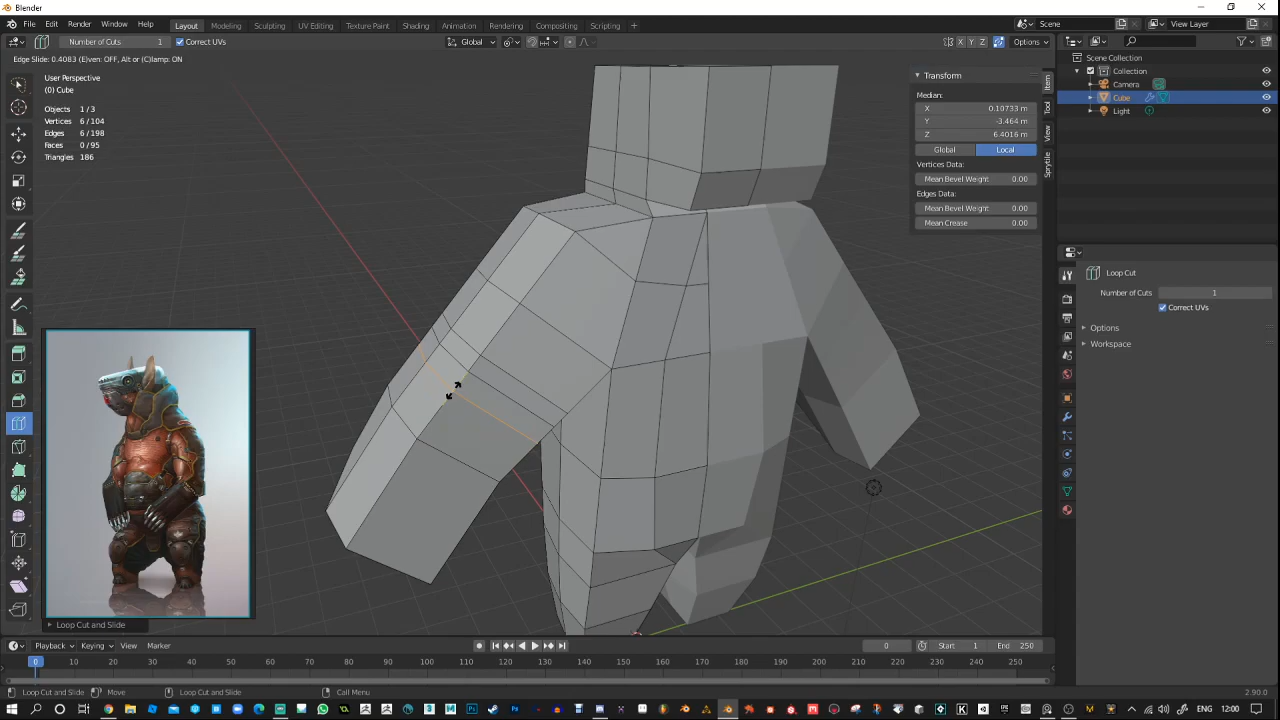 Blender
File Edit Render Window Help Layout Modeling Sculpting UV Editing Texture Paint Shading Animation Rendering Compositing Scripting + Scene View Layer
Number of Cuts 1 Correct UVs Global X Y Z Options
Edge Slide: 0.4083 (E)ven: OFF, Alt or (C)lamp: ON
User Perspective
(0) Cube
Objects 1/3
Vertices 6/104
Edges 6/198
Faces 0/95
Triangles 186
Transform
Median:
X 0.10733 m
Y -3.464 m
Z 6.4016 m
Global Local
Vertices Data:
Mean Bevel Weight 0.00
Edges Data:
Mean Bevel Weight 0.00
Mean Crease 0.00
Item
Tool
View
Sprytile
Scene Collection
Collection
Camera
Cube
Light
Loop Cut
Number of Cuts 1
Correct UVs
Options
Workspace
Loop Cut and Slide
Playback Keying View Marker 0 Start 1 End 250
0 10 20 30 40 50 60 70 80 90 100 110 120 130 140 150 160 170 180 190 200 210 220 230 240 250
Loop Cut and Slide Move Loop Cut and Slide Call Menu 2.90.0
12:00